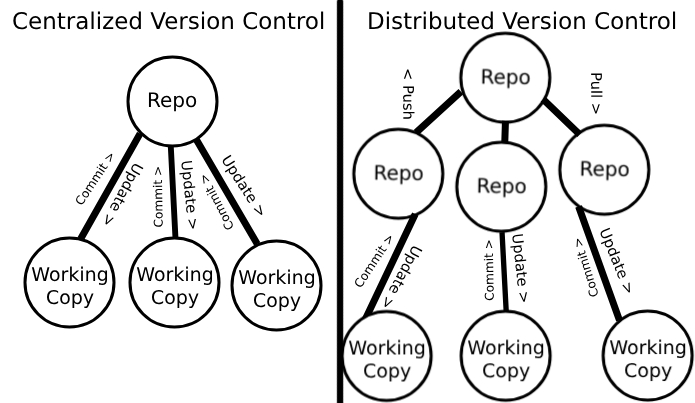 Centralized Version Control
Repo
Commit >
Update >
Commit >
Update >
Commit >
Update >
Working
Copy
Working
Copy
Working
Copy
Distributed Version Control
Repo
< Push
Pull >
Repo
Repo
Repo
Commit >
Update >
Commit >
Update >
Commit >
Update >
Working
Copy
Working
Copy
Working
Copy